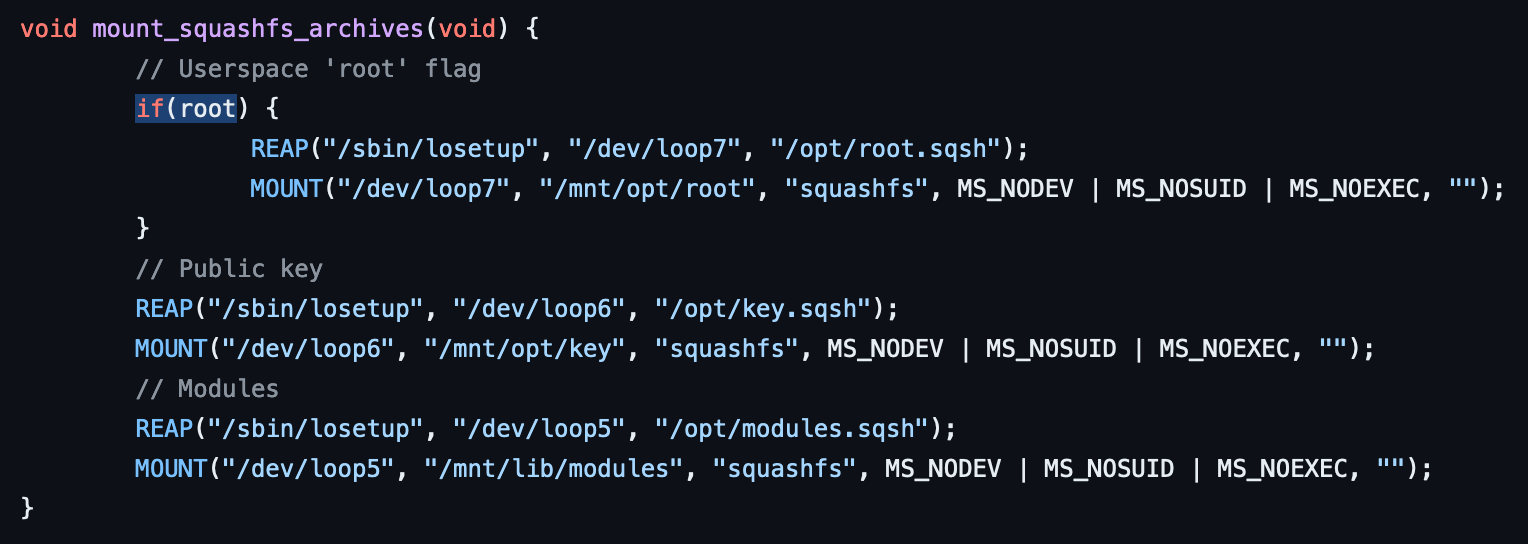 void mount_squashfs_archives(void) {
        // Userspace 'root' flag
        if(root) {
                REAP("/sbin/losetup", "/dev/loop7", "/opt/root.sqsh");
                MOUNT("/dev/loop7", "/mnt/opt/root", "squashfs", MS_NODEV | MS_NOSUID | MS_NOEXEC, "");
        }
        // Public key
        REAP("/sbin/losetup", "/dev/loop6", "/opt/key.sqsh");
        MOUNT("/dev/loop6", "/mnt/opt/key", "squashfs", MS_NODEV | MS_NOSUID | MS_NOEXEC, "");
        // Modules
        REAP("/sbin/losetup", "/dev/loop5", "/opt/modules.sqsh");
        MOUNT("/dev/loop5", "/mnt/lib/modules", "squashfs", MS_NODEV | MS_NOSUID | MS_NOEXEC, "");
}